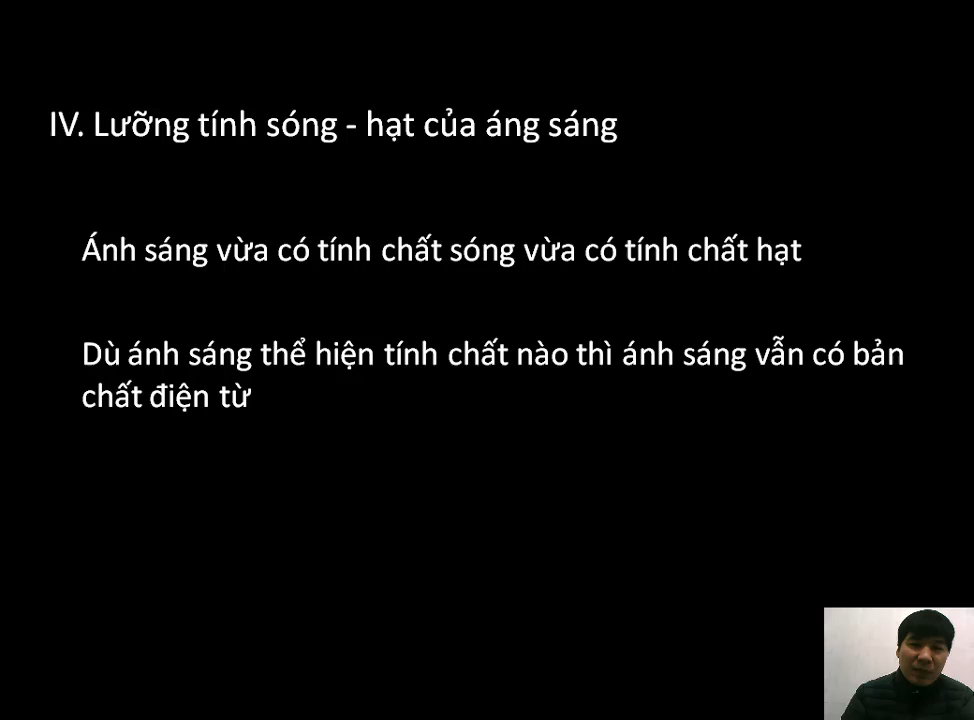 IV. Lưỡng tính sóng - hạt của áng sáng
Ánh sáng vừa có tính chất sóng vừa có tính chất hạt
Dù ánh sáng thể hiện tính chất nào thì ánh sáng vẫn có bản
chất điện từ